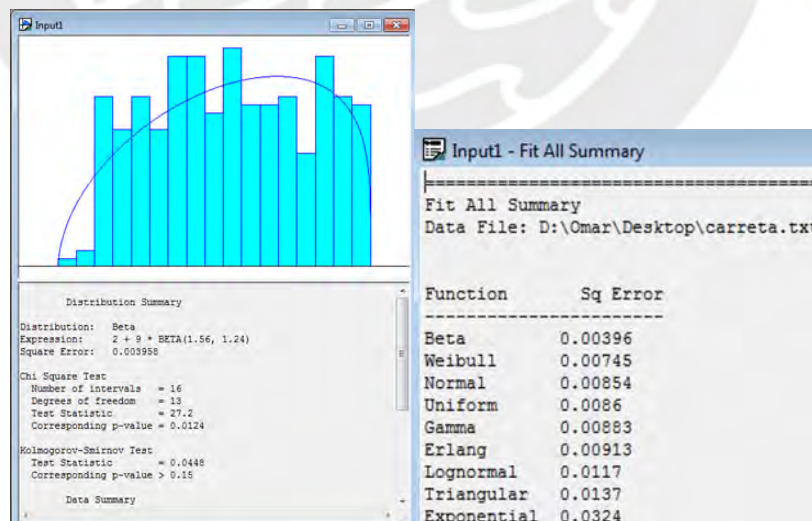 Input1
Distribution Summary
Distribution: Beta
Expression: 2 + 9 * BETA(1.56, 1.24)
Square Error: 0.003958
Chi Square Test
Number of intervals = 16
Degrees of freedom = 13
Test Statistic = 27.2
Corresponding p-value = 0.0124
Kolmogorov-Smirnov Test
Test Statistic = 0.0448
Corresponding p-value > 0.15
Data Summary
Input1 - Fit All Summary
Fit All Summary
Data File: D:\Omar\Desktop\carreta.txt
Function Sq Error
Beta 0.00396
Weibull 0.00745
Normal 0.00854
Uniform 0.0086
Gamma 0.00883
Erlang 0.00913
Lognormal 0.0117
Triangular 0.0137
Exponential 0.0324